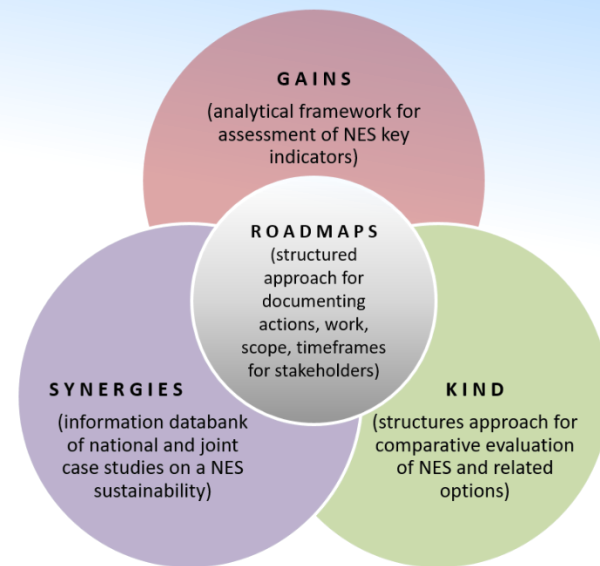 GAINS
(analytical framework for
assessment of NES key
indicators)
ROADMAPS
(structured
approach for
documenting
actions, work,
scope, timeframes
for stakeholders)
SYNERGIES
(information databank
of national and joint
case studies on a NES
sustainability)
KIND
(structures approach for
comparative evaluation
of NES and related
options)